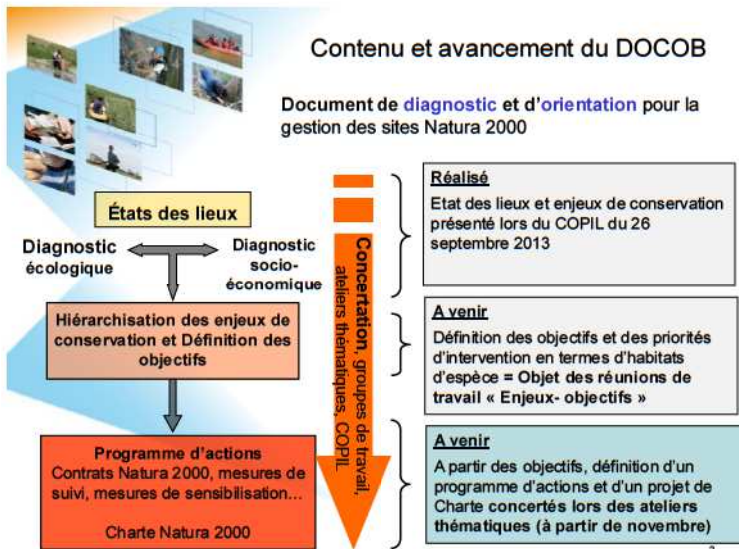 Contenu et avancement du DOCOB
Document de diagnostic et d'orientation pour la
gestion des sites Natura 2000
États des lieux
Diagnostic
écologique
Diagnostic
socio-
économique
Hiérarchisation des enjeux de
conservation et Définition des
objectifs
Programme d'actions
Contrats Natura 2000, mesures de
suivi, mesures de sensibilisation...
Charte Natura 2000
Concertation, groupes de travail,
ateliers thématiques, COPIL
Réalisé
Etat des lieux et enjeux de conservation
présenté lors du COPIL du 26
septembre 2013
A venir
Définition des objectifs et des priorités
d'intervention en termes d'habitats
d'espèce = Objet des réunions de
travail « Enjeux- objectifs »
A venir
A partir des objectifs, définition d'un
programme d'actions et d'un projet de
Charte concertés lors des ateliers
thématiques (à partir de novembre)